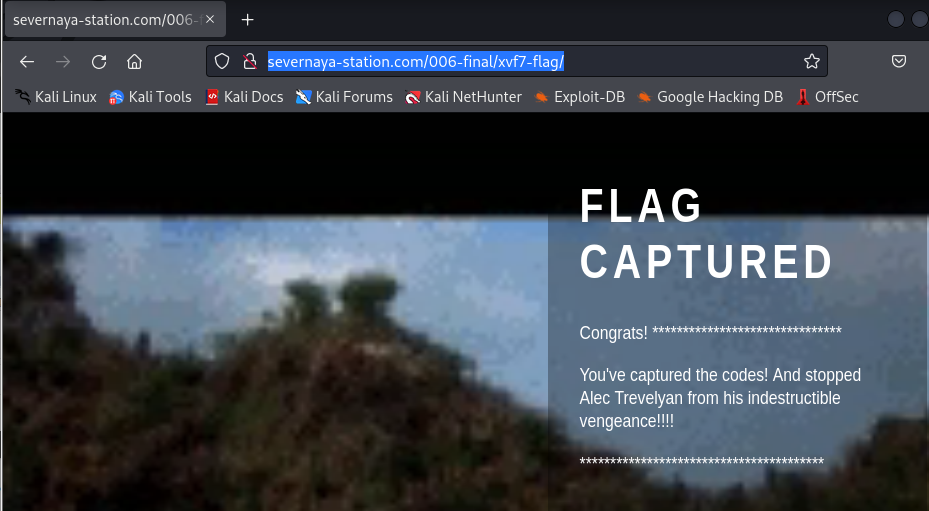 severnaya-station.com/006-f
severnaya-station.com/006-final/xvf7-flag/
Kali Linux Kali Tools Kali Docs Kali Forums Kali NetHunter Exploit-DB Google Hacking DB OffSec
FLAG
CAPTURED
Congrats! *******************************
You've captured the codes! And stopped
Alec Trevelyan from his indestructible
vengeance!!!!
****************************************